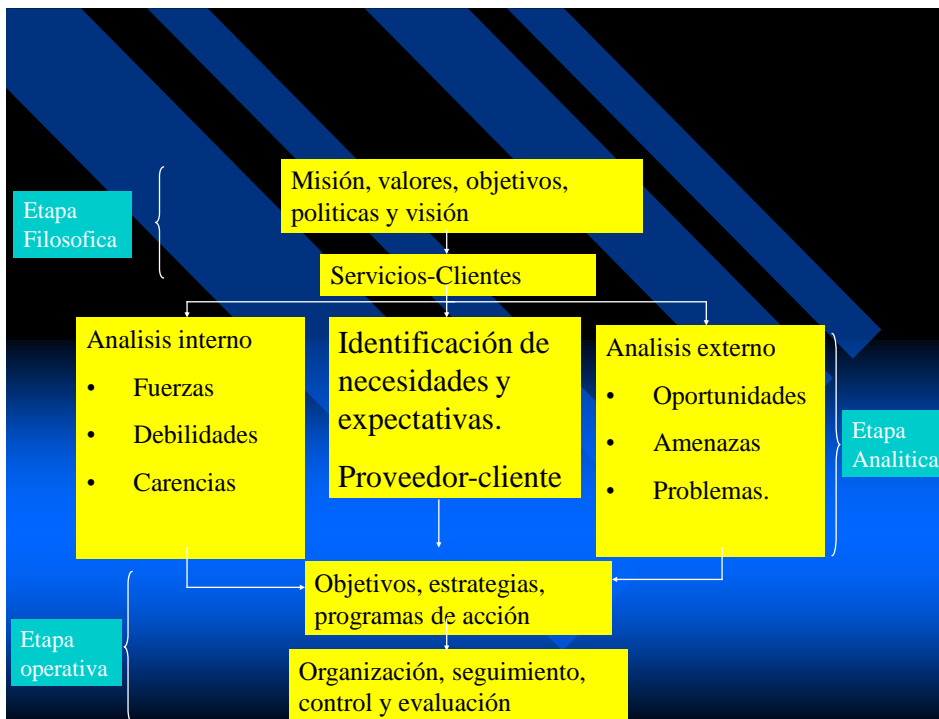 Etapa
Filosofica
Misión, valores, objetivos,
politicas y visión
Servicios-Clientes
Analisis interno
• Fuerzas
• Debilidades
• Carencias
Identificación de
necesidades y
expectativas.
Proveedor-cliente
Analisis externo
• Oportunidades
• Amenazas
• Problemas.
Etapa
Analitica
Objetivos, estrategias,
programas de acción
Etapa
operativa
Organización, seguimiento,
control y evaluación